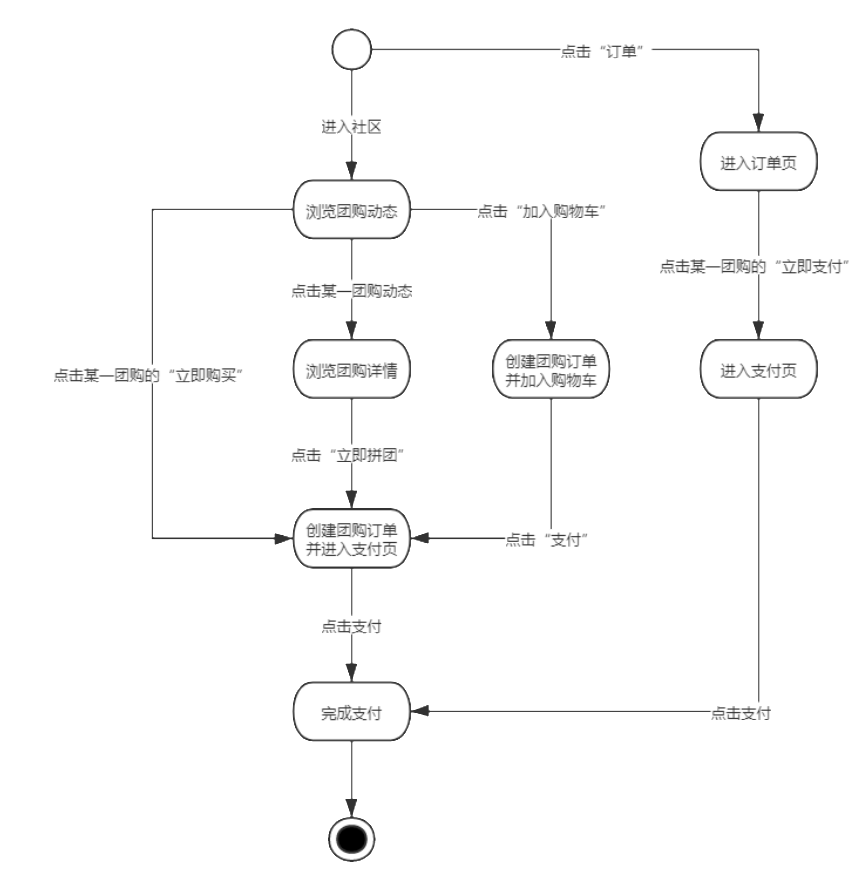 点击“订单”
进入社区
进入订单页
浏览团购动态
点击“加入购物车”
点击某一团购的“立即支付”
点击某一团购动态
点击某一团购的“立即购买”
浏览团购详情
创建团购订单
并加入购物车
进入支付页
点击“立即拼团”
创建团购订单
并进入支付页
点击“支付”
点击支付
完成支付
点击支付